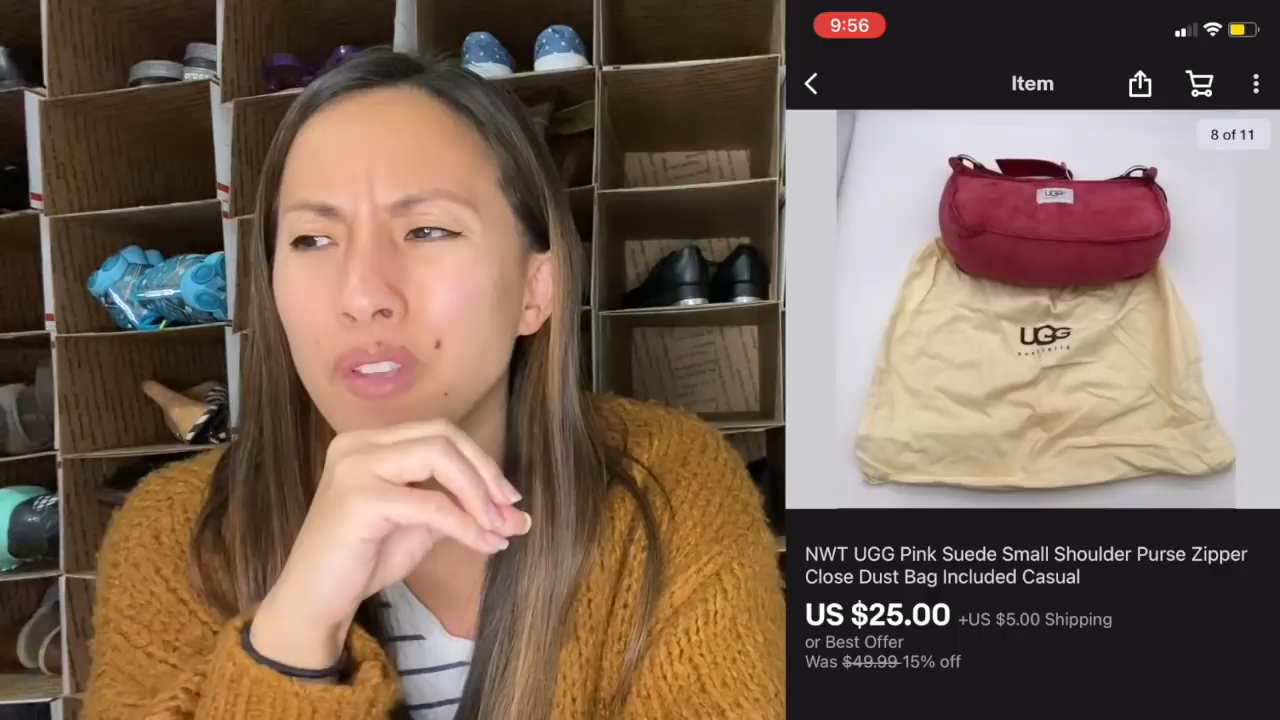 9:56
Item
8 of 11
UGG
UGG
australia
NWT UGG Pink Suede Small Shoulder Purse Zipper
Close Dust Bag Included Casual
US $25.00 +US $5.00 Shipping
or Best Offer
Was $49.99 15% off